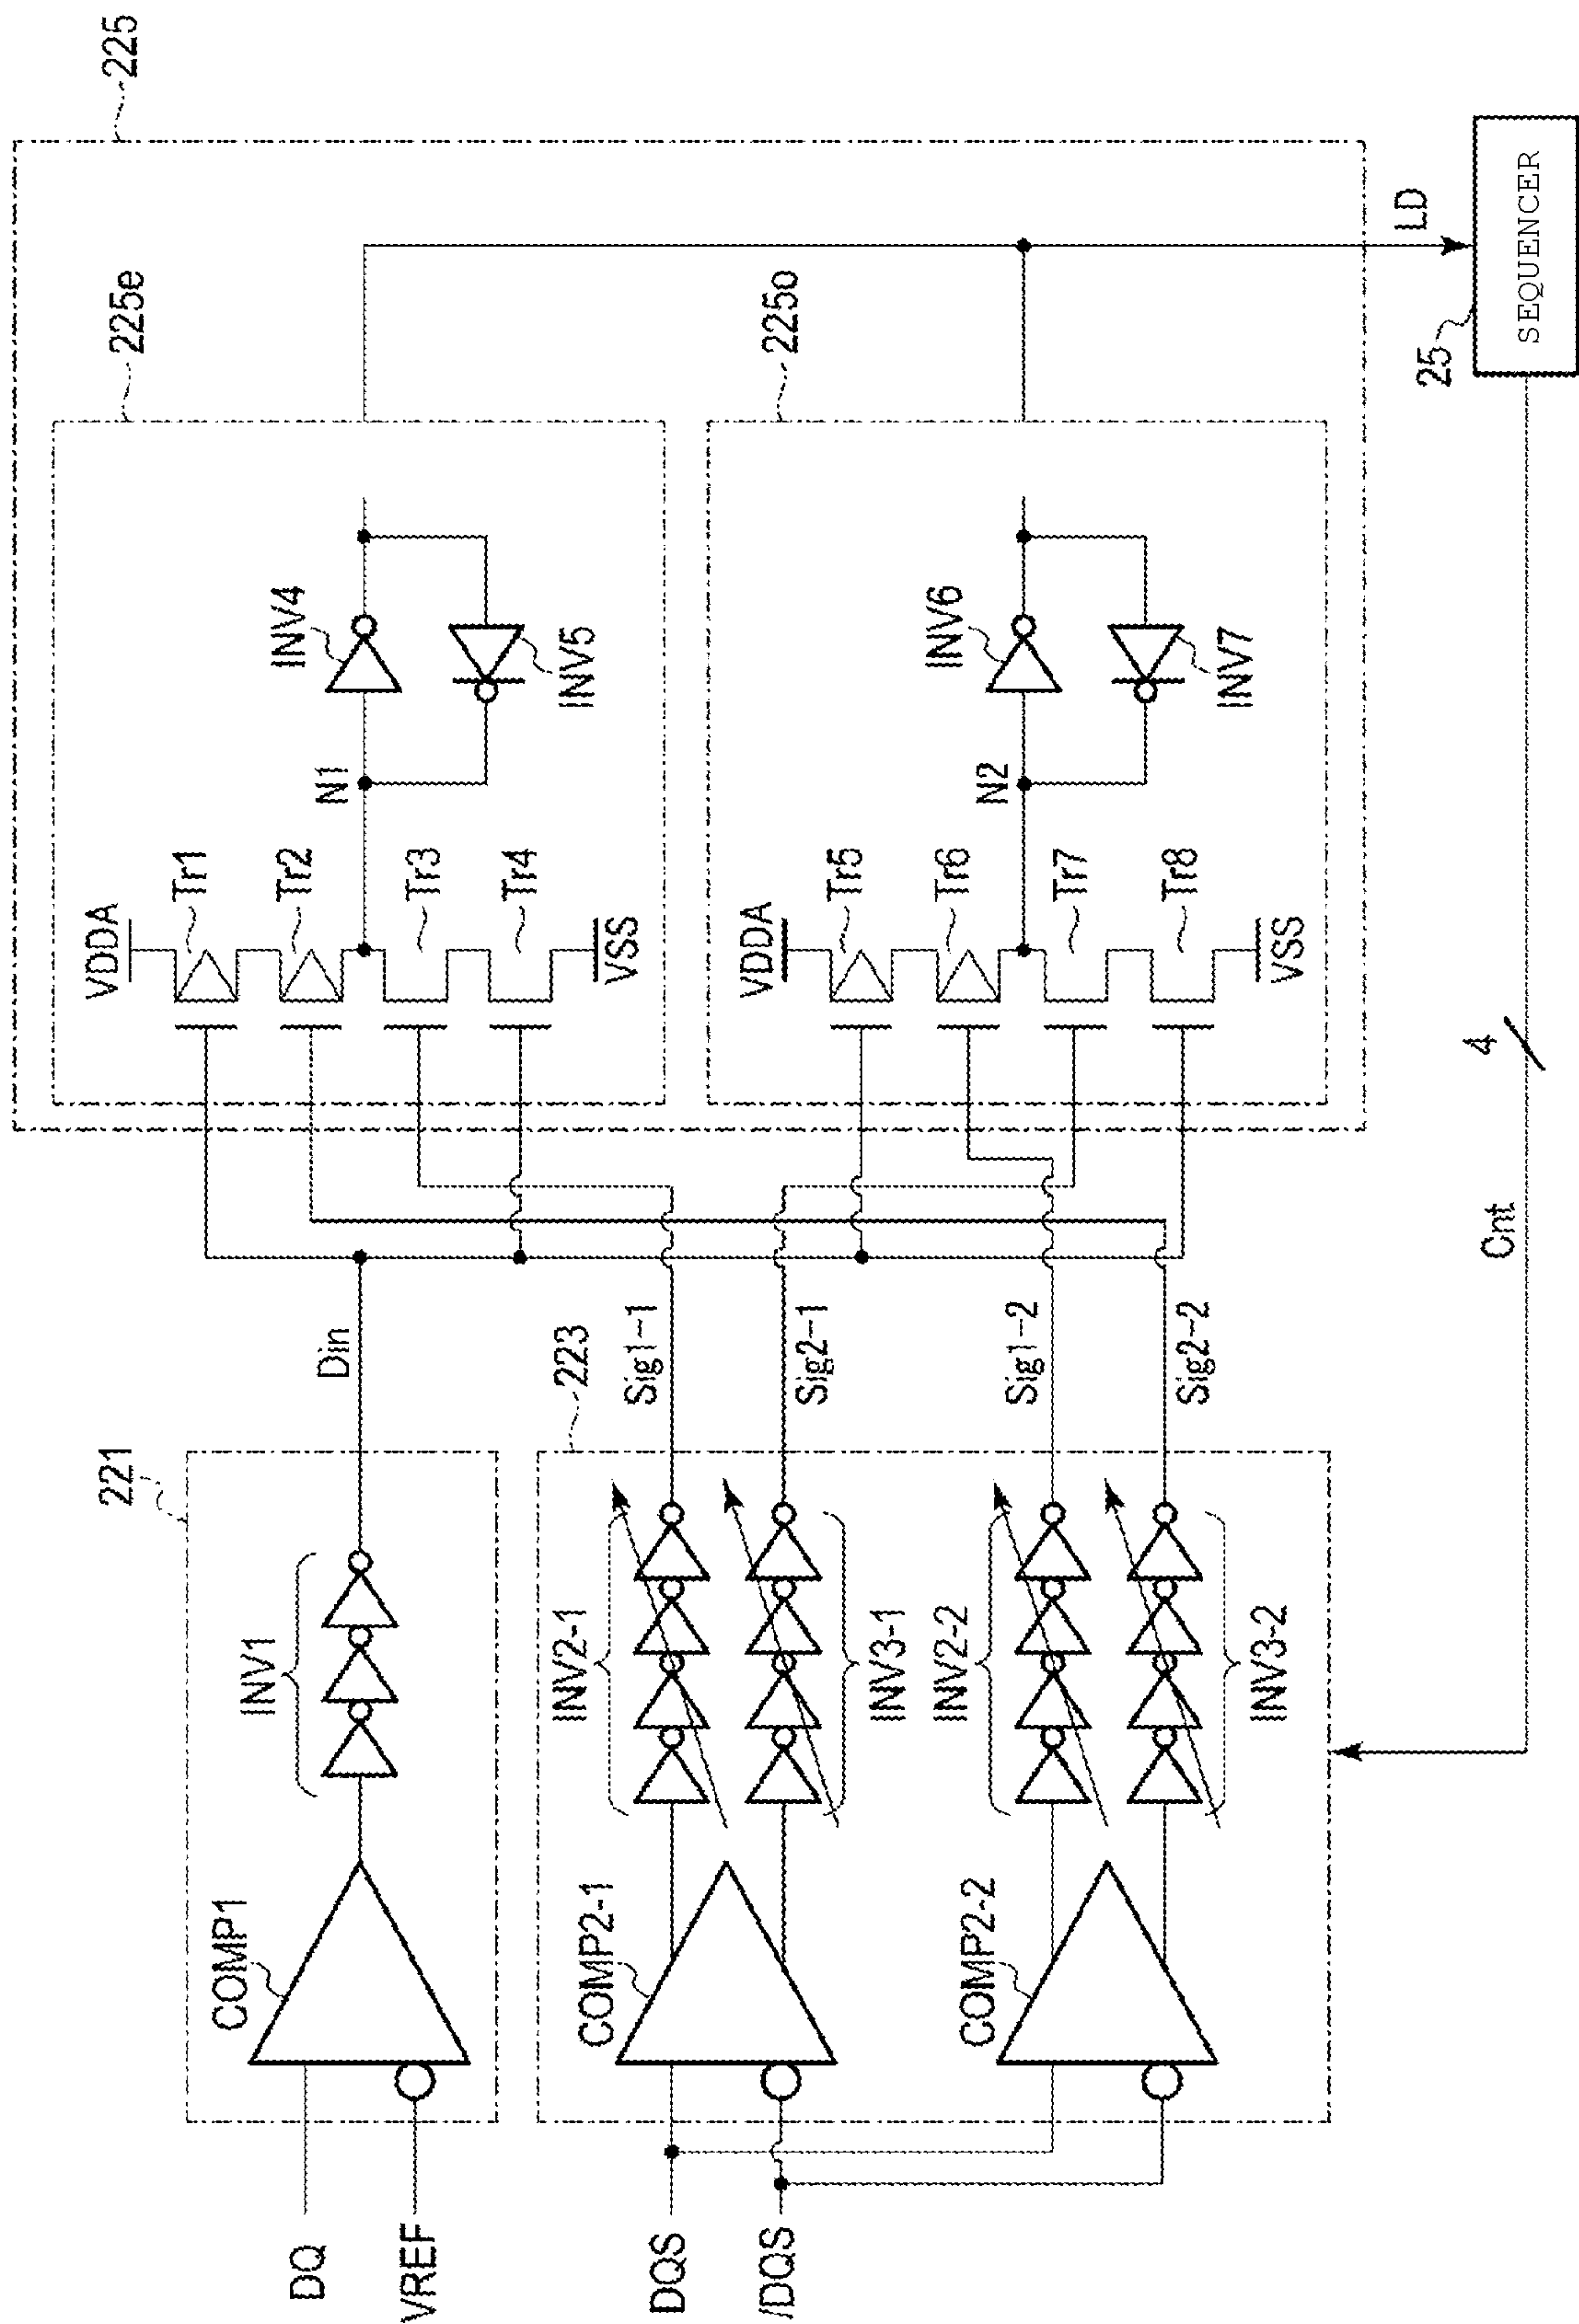 225
225e
VDDA
Tr1
Tr2
Tr3
Tr4
VSS
N1
INV4
INV5
225o
VDDA
Tr5
Tr6
Tr7
Tr8
VSS
N2
INV6
INV7
221
DQ
VREF
COMP1
INV1
Din
223
DQS
/DQS
COMP2-1
INV2-1
INV3-1
Sig1-1
Sig2-1
COMP2-2
INV2-2
INV3-2
Sig1-2
Sig2-2
Cnt
4
25
SEQUENCER
LD